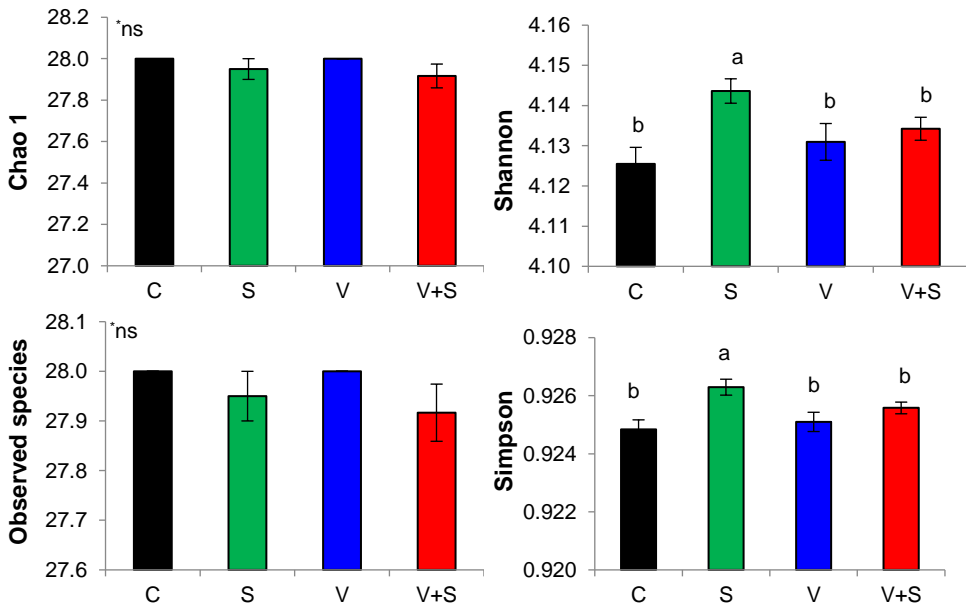 Chao 1
*ns
28.2
28.0
27.8
27.6
27.4
27.2
27.0
C S V V+S
Shannon
4.16
4.15
4.14
4.13
4.12
4.11
4.10
b a b b
C S V V+S
Observed species
*ns
28.1
28.0
27.9
27.8
27.7
27.6
C S V V+S
Simpson
0.928
0.926
0.924
0.922
0.920
b a b b
C S V V+S